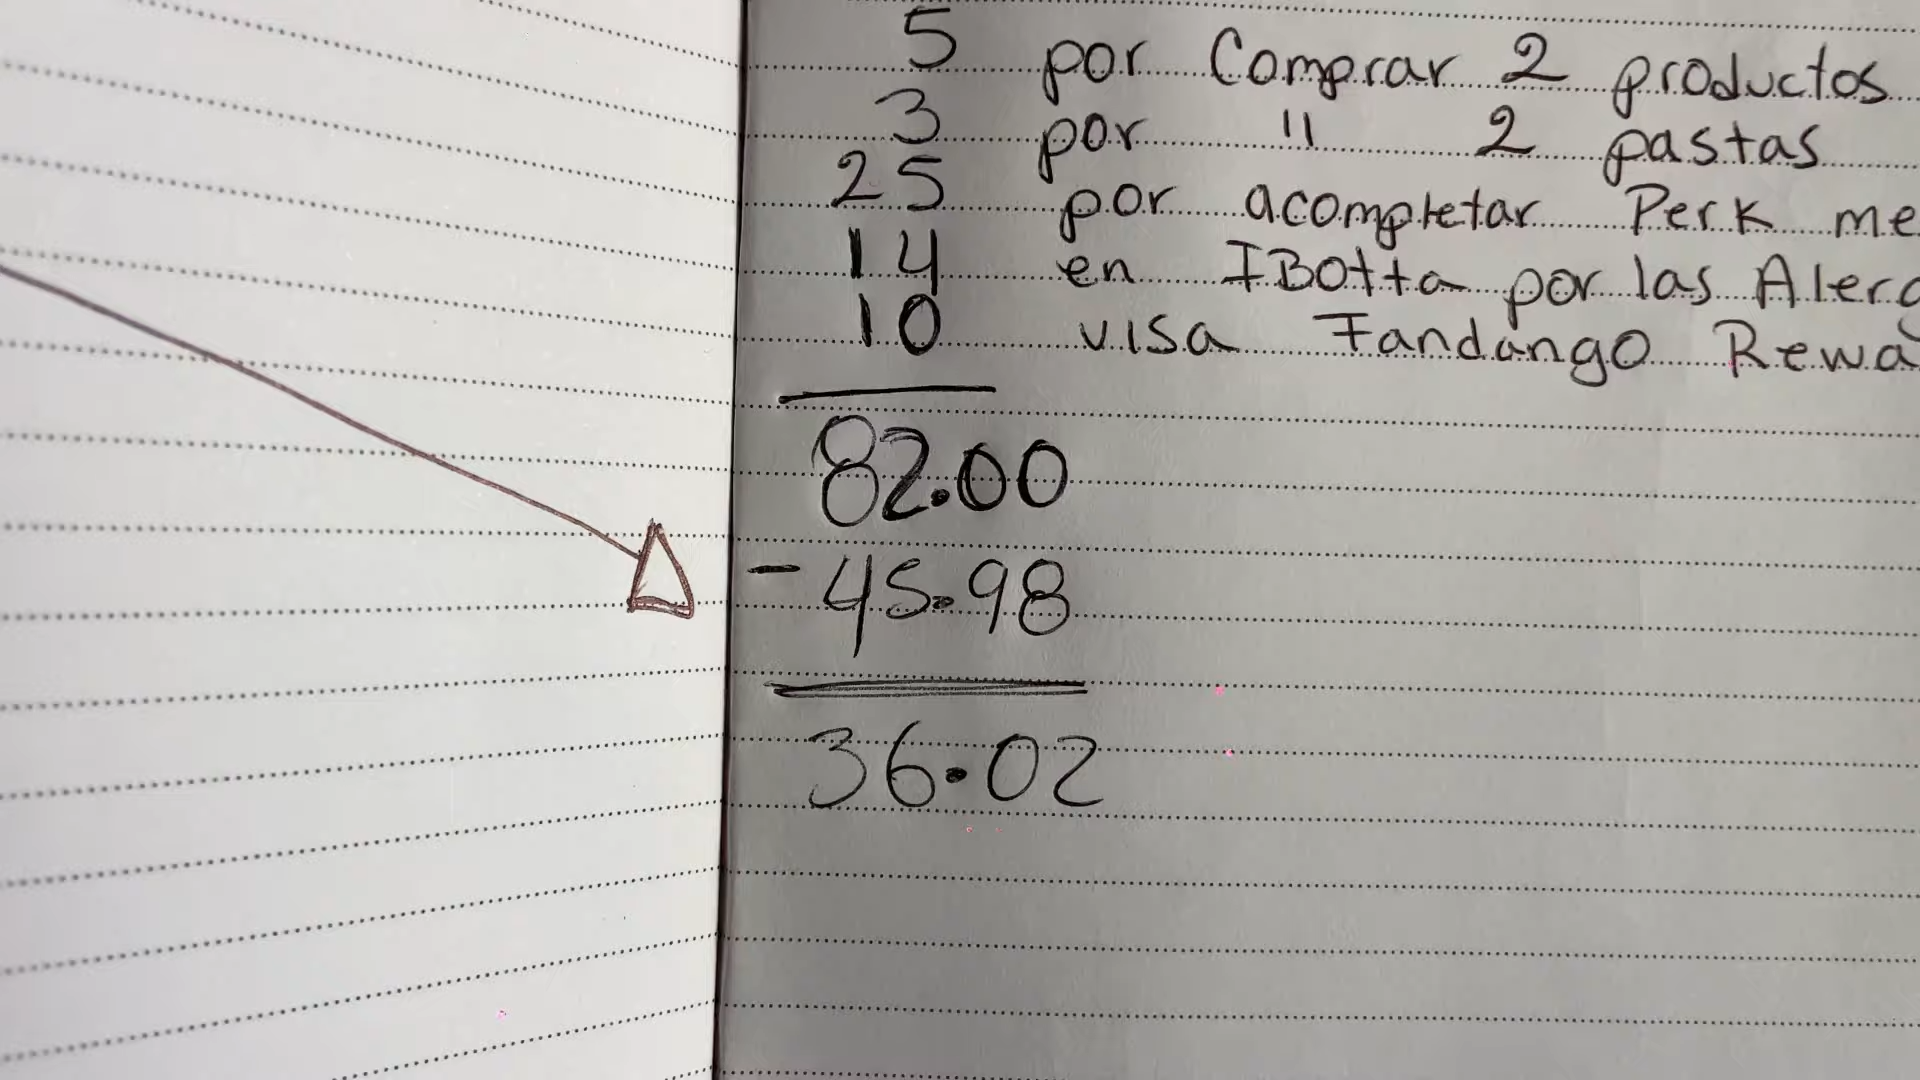 5 por Comprar 2 productos
3 por " 2 pastas
25 por acompletar Perk
14 en IBotta por las
10 visa Fandango
82.00
- 45.98
36.02